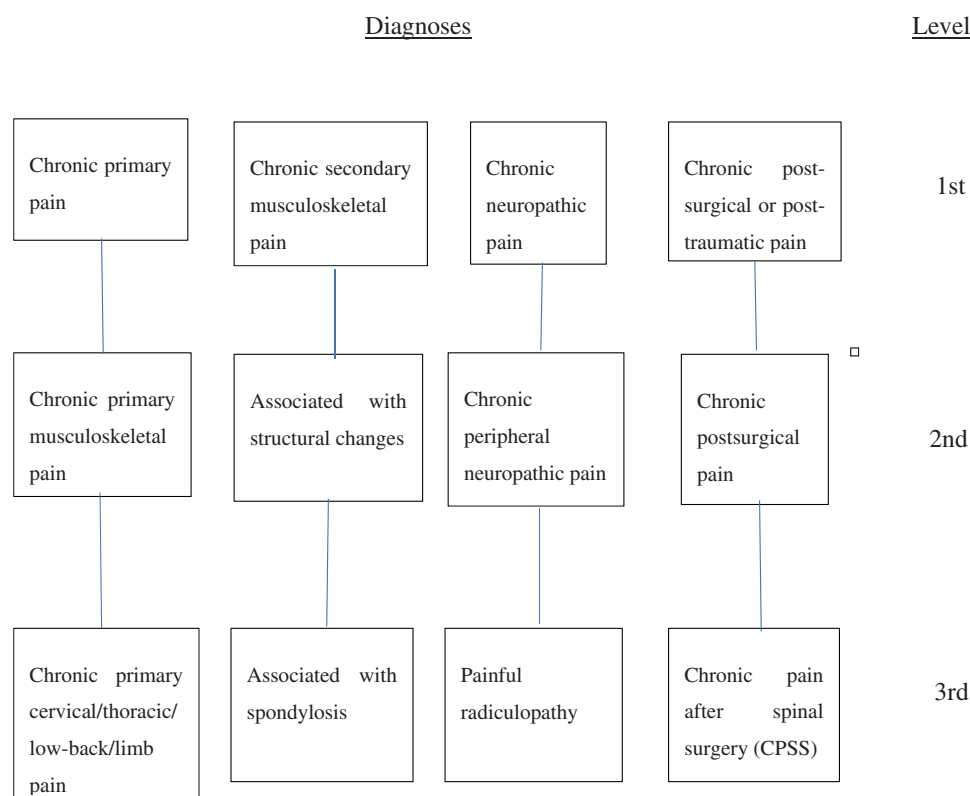 Diagnoses
Level
Chronic primary
pain
Chronic secondary
musculoskeletal
pain
Chronic
neuropathic
pain
Chronic post-
surgical or post-
traumatic pain
1st
Chronic primary
musculoskeletal
pain
Associated with
structural changes
Chronic
peripheral
neuropathic pain
Chronic
postsurgical
pain
2nd
Chronic primary
cervical/thoracic/
low-back/limb
pain
Associated with
spondylosis
Painful
radiculopathy
Chronic pain
after spinal
surgery (CPSS)
3rd